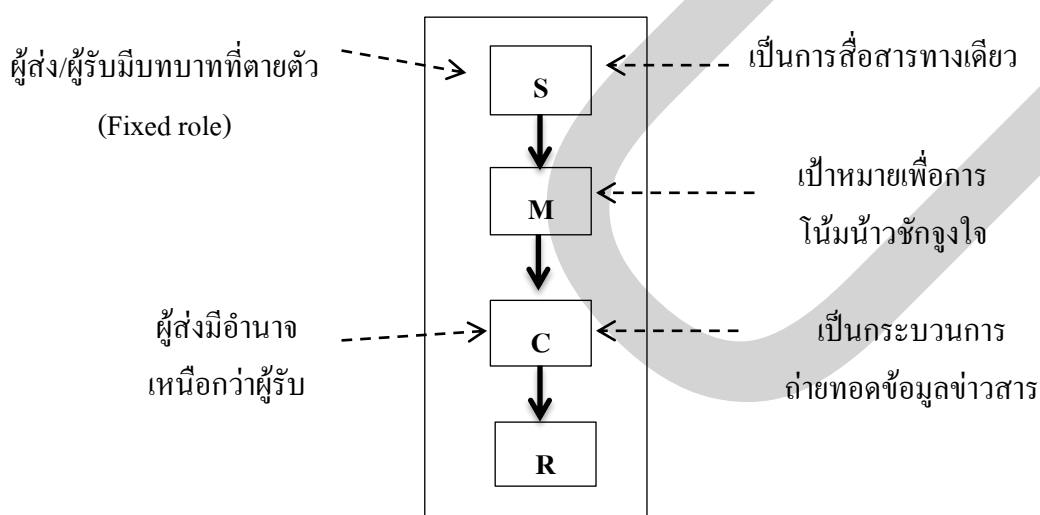 ผู้ส่ง/ผู้รับมีบทบาทที่ตายตัว
(Fixed role)
S
เป็นการสื่อสารทางเดียว
M
เป้าหมายเพื่อการ
โน้มน้าวชักจูงใจ
ผู้ส่งมีอำนาจ
เหนือกว่าผู้รับ
C
เป็นกระบวนการ
ถ่ายทอดข้อมูลข่าวสาร
R